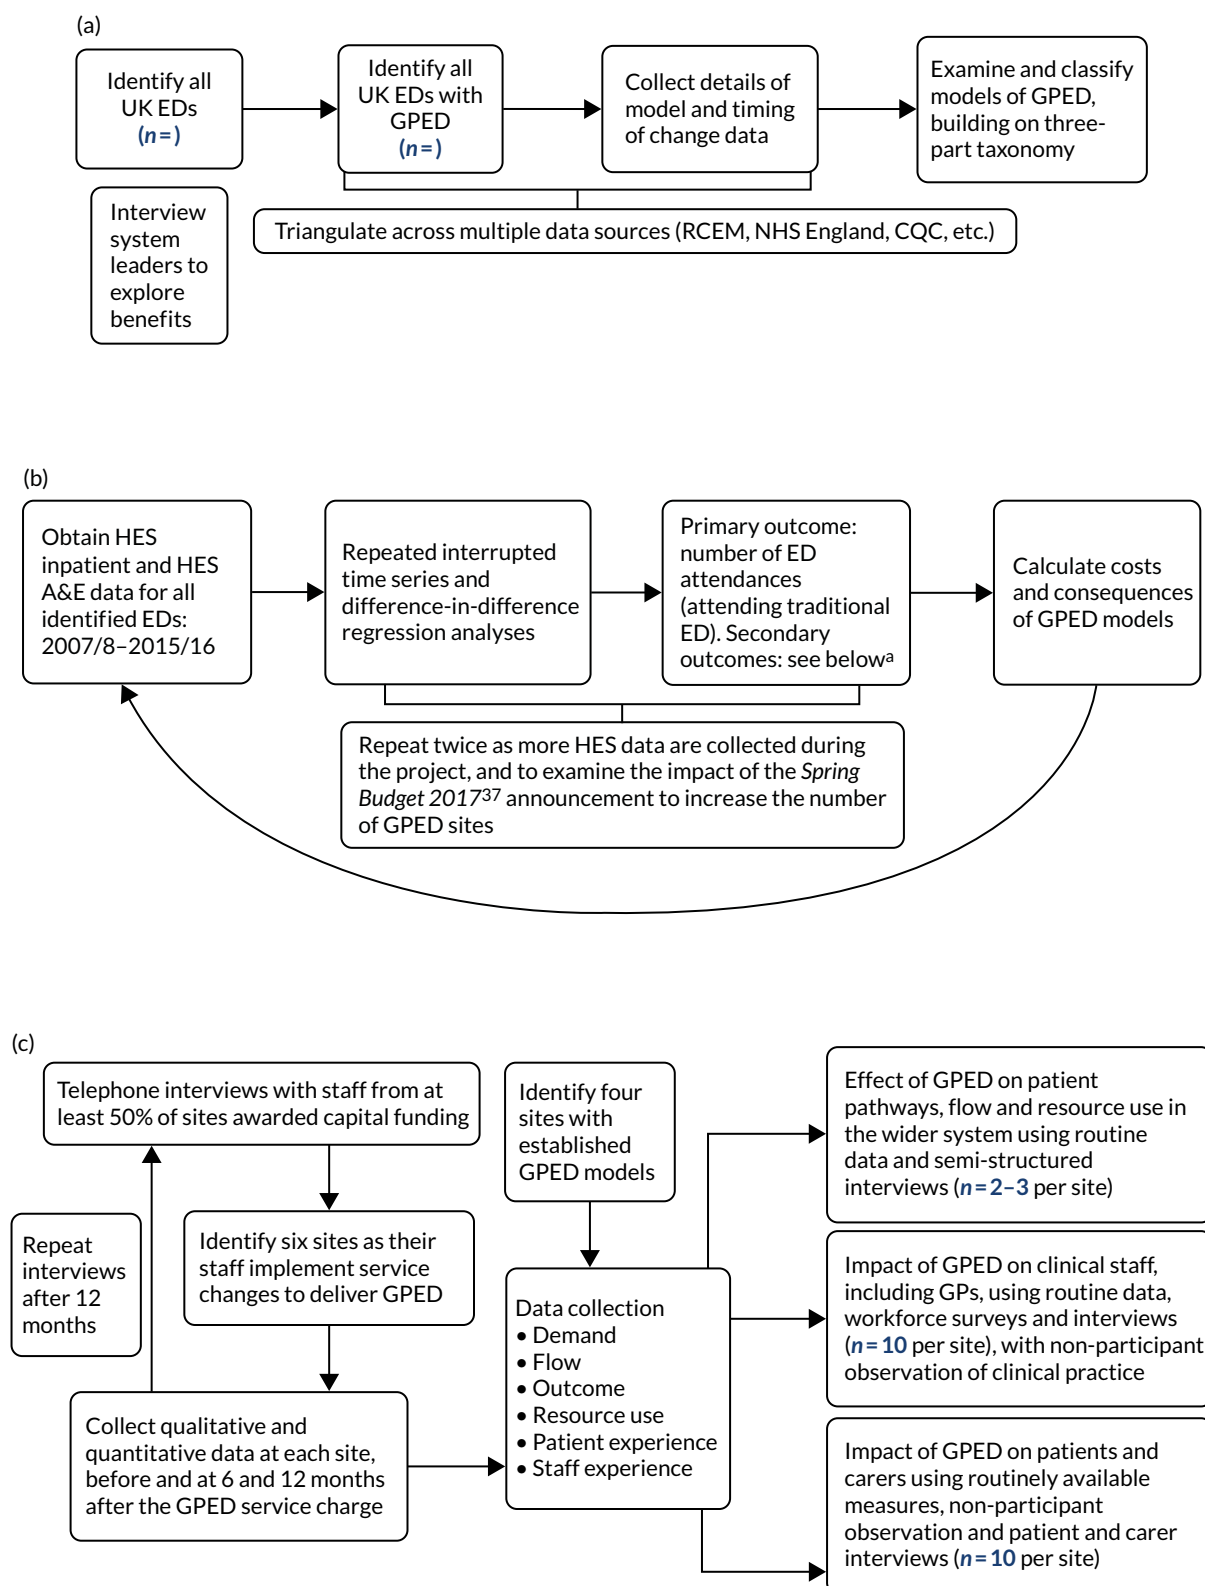 (a)
Identify all
UK EDs
(n=)
Identify all
UK EDs with
GPED
(n=)
Collect details of
model and timing
of change data
Examine and classify
models of GPED,
building on three-
part taxonomy
Interview
system
leaders to
explore
benefits
Triangulate across multiple data sources (RCEM, NHS England, CQC, etc.)
(b)
Obtain HES
inpatient and HES
A&E data for all
identified EDs:
2007/8–2015/16
Repeated interrupted
time series and
difference-in-difference
regression analyses
Primary outcome:
number of ED
attendances
(attending traditional
ED). Secondary
outcomes: see belowa
Calculate costs
and consequences
of GPED models
Repeat twice as more HES data are collected during
the project, and to examine the impact of the Spring
Budget 201737 announcement to increase the number
of GPED sites
(c)
Telephone interviews with staff from at
least 50% of sites awarded capital funding
Repeat
interviews
after 12
months
Identify six sites as their
staff implement service
changes to deliver GPED
Collect qualitative and
quantitative data at each site,
before and at 6 and 12 months
after the GPED service charge
Identify four
sites with
established
GPED models
Data collection
• Demand
• Flow
• Outcome
• Resource use
• Patient experience
• Staff experience
Effect of GPED on patient
pathways, flow and resource use in
the wider system using routine
data and semi-structured
interviews (n=2–3 per site)
Impact of GPED on clinical staff,
including GPs, using routine data,
workforce surveys and interviews
(n=10 per site), with non-participant
observation of clinical practice
Impact of GPED on patients and
carers using routinely available
measures, non-participant
observation and patient and carer
interviews (n=10 per site)